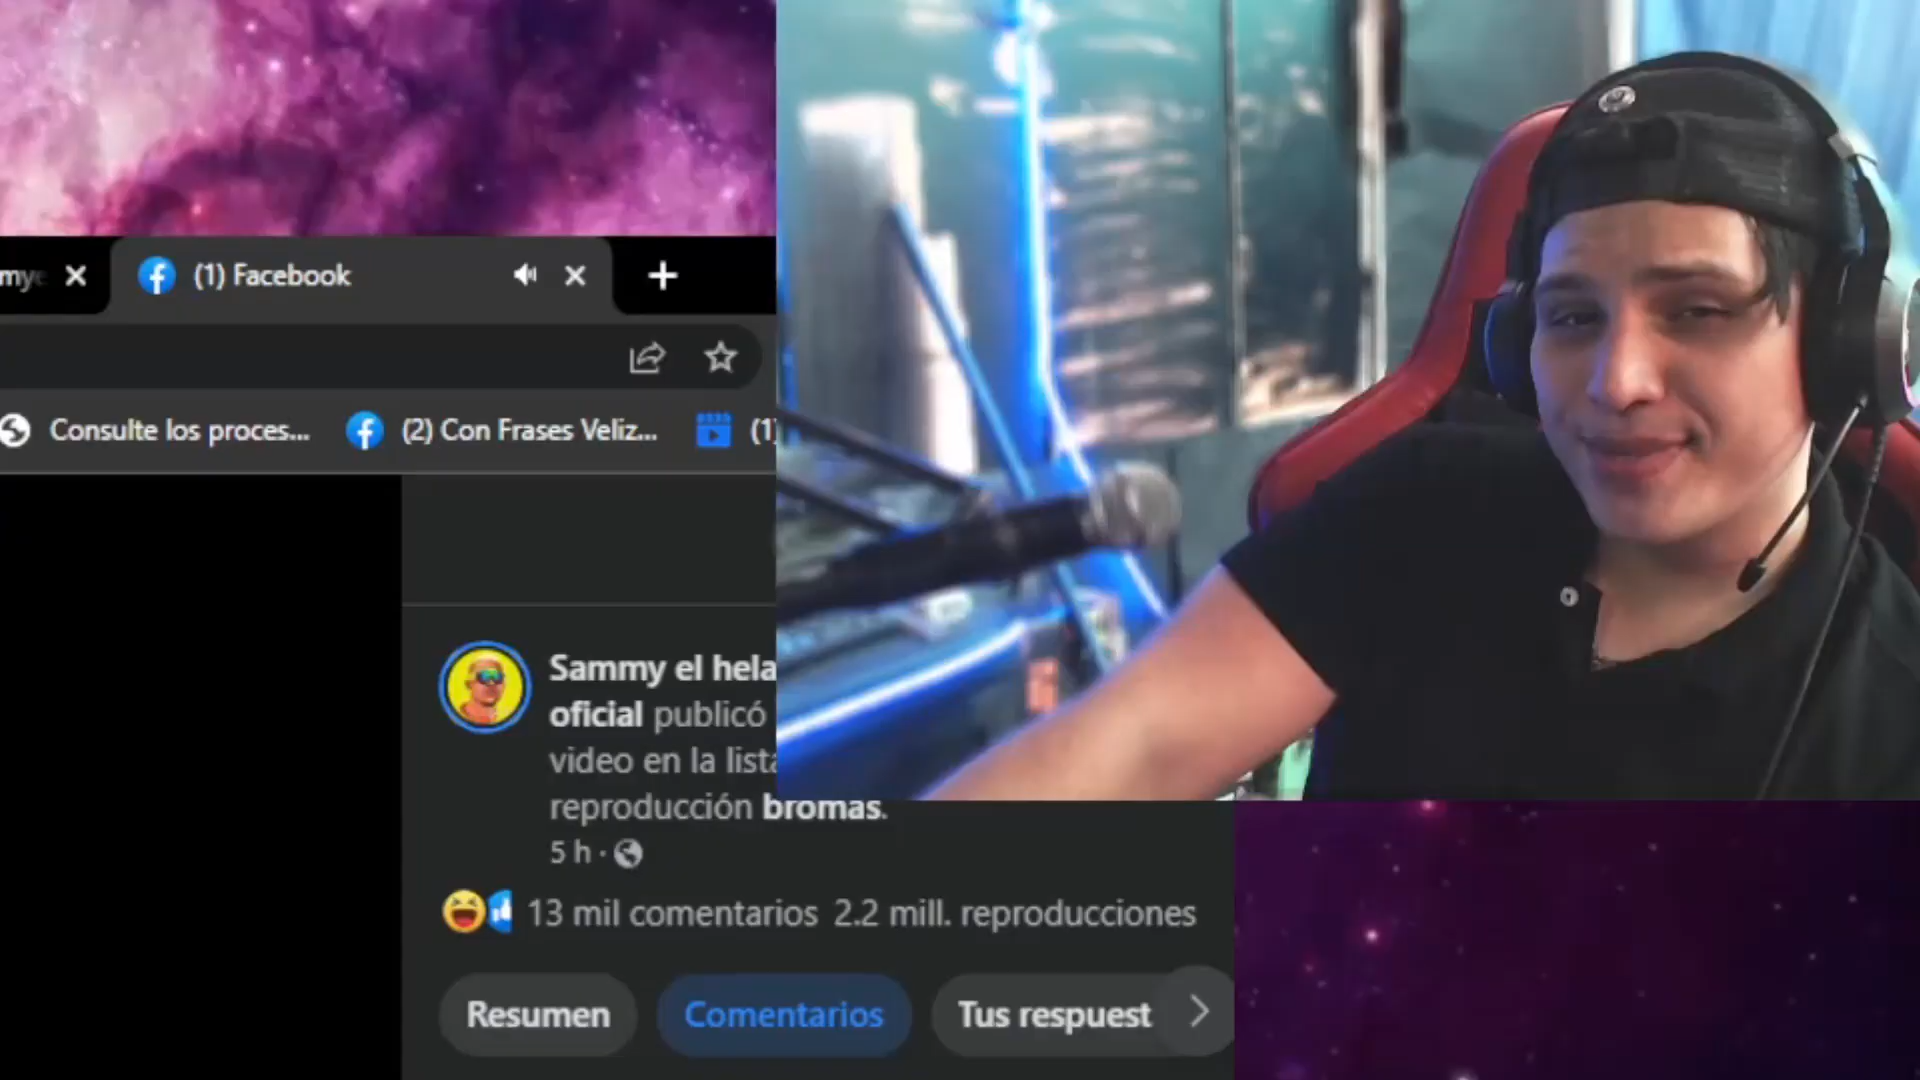 (1) Facebook
Consulte los proces...
(2) Con Frases Veliz...
(1)
Sammy el hela
oficial publicó
video en la lista
reproducción bromas.
5 h ·
13 mil comentarios 2.2 mill. reproducciones
Resumen
Comentarios
Tus respuest